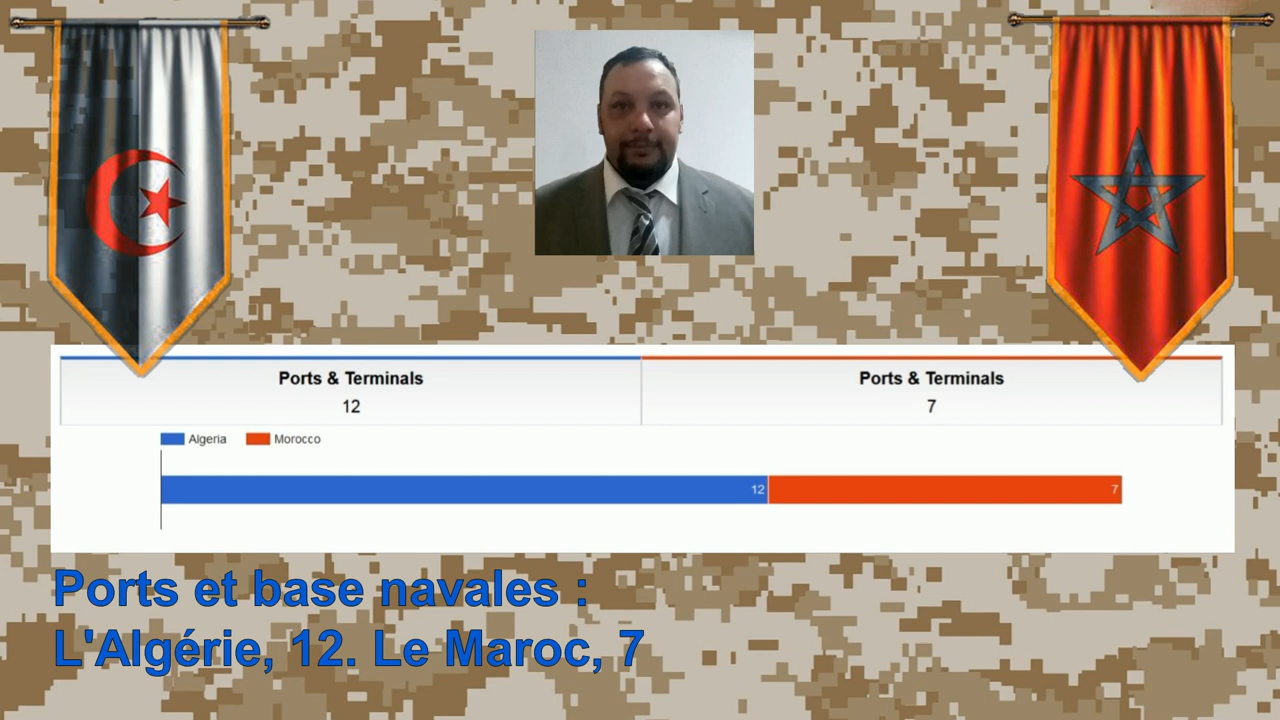 Ports & Terminals
12
Ports & Terminals
7
Algeria
Morocco
12
7
Ports et base navales :
L'Algérie, 12. Le Maroc, 7